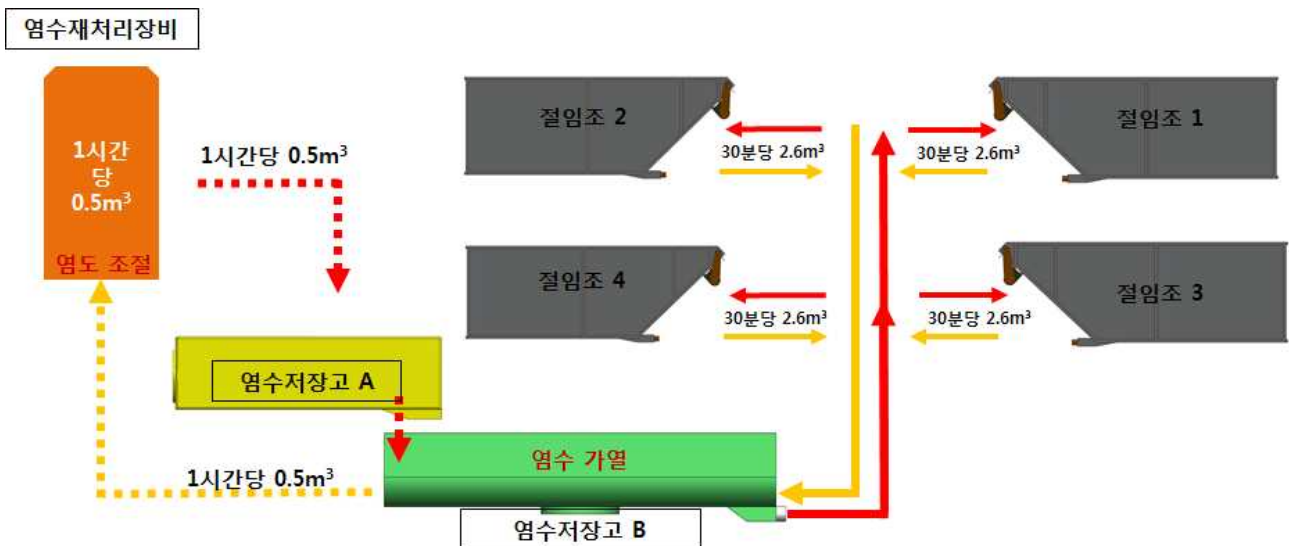 염수재처리장비
1시간
당
0.5m³
염도 조절
1시간당 0.5m³
절임조 2
절임조 1
30분당 2.6m³
30분당 2.6m³
절임조 4
절임조 3
30분당 2.6m³
30분당 2.6m³
염수저장고 A
염수 가열
1시간당 0.5m³
염수저장고 B